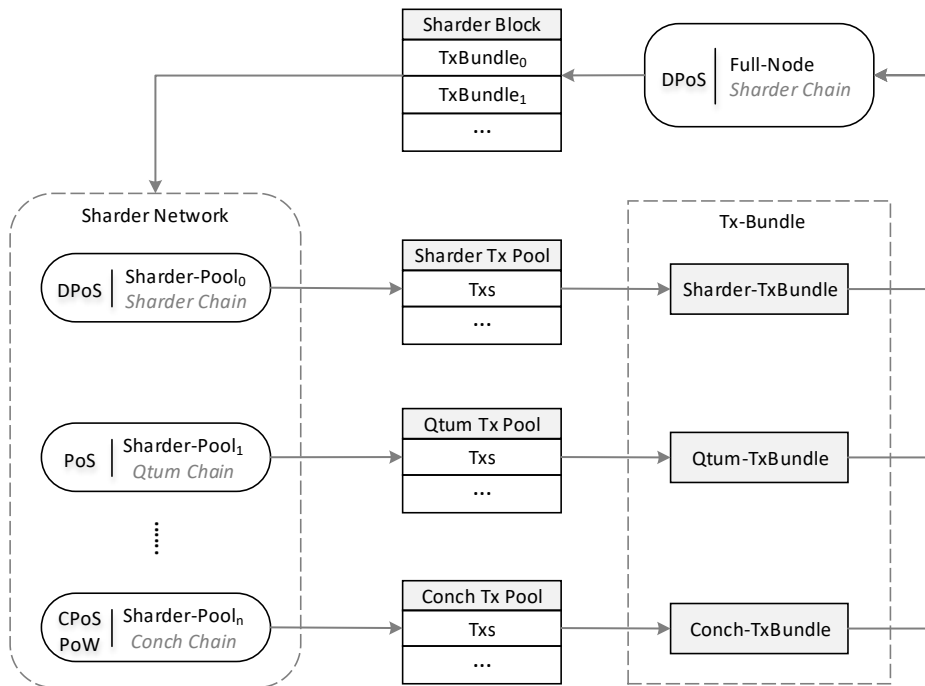 Sharder Block
TxBundle₀
TxBundle₁
...
DPoS
Full-Node
Sharder Chain
Sharder Network
DPoS
Sharder-Pool₀
Sharder Chain
Sharder Tx Pool
Txs
...
Tx-Bundle
Sharder-TxBundle
PoS
Sharder-Pool₁
Qtum Chain
Qtum Tx Pool
Txs
...
Qtum-TxBundle
......
CPoS
PoW
Sharder-Poolₙ
Conch Chain
Conch Tx Pool
Txs
...
Conch-TxBundle